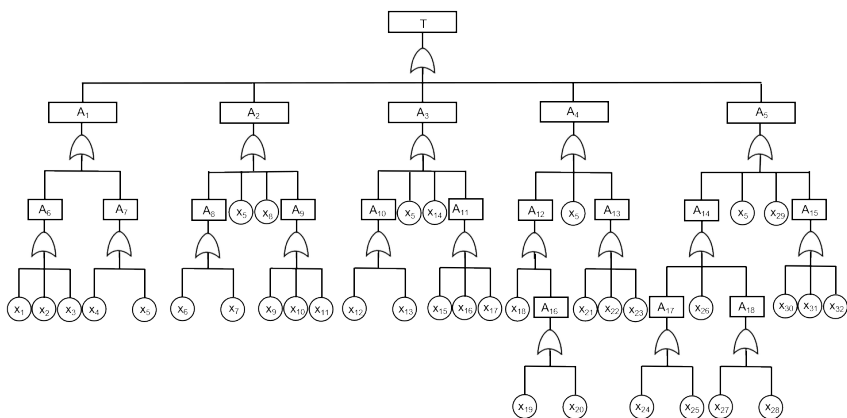 T
A₁ A₂ A₃ A₄ A₅
A₆ A₇ A₈ x₅ x₈ A₉ A₁₀ x₅ x₁₄ A₁₁ A₁₂ x₅ A₁₃ A₁₄ x₅ x₂₉ A₁₅
x₁ x₂ x₃ x₄ x₅ x₆ x₇ x₉ x₁₀ x₁₁ x₁₂ x₁₃ x₁₅ x₁₆ x₁₇ x₁₈ A₁₆ x₂₁ x₂₂ x₂₃ A₁₇ x₂₆ A₁₈ x₃₀ x₃₁ x₃₂
x₁₉ x₂₀ x₂₄ x₂₅ x₂₇ x₂₈